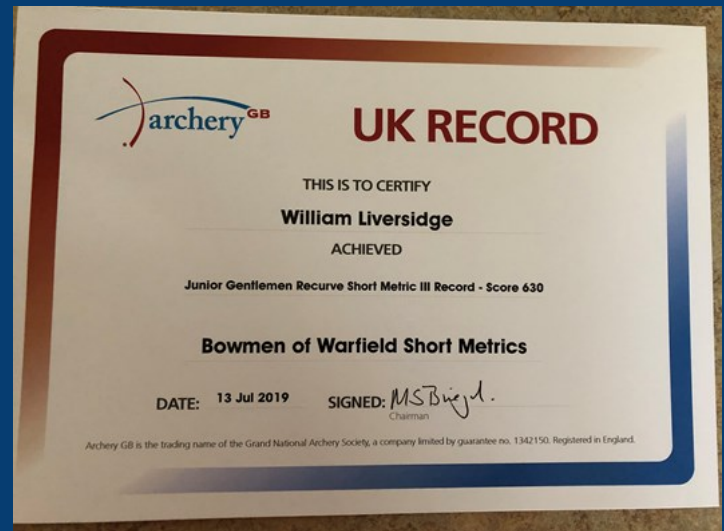 archery GB
UK RECORD
THIS IS TO CERTIFY
William Liversidge
ACHIEVED
Junior Gentlemen Recurve Short Metric III Record - Score 630
Bowmen of Warfield Short Metrics
DATE: 13 Jul 2019 SIGNED:
Chairman
Archery GB is the trading name of the Grand National Archery Society, a company limited by guarantee no. 1342150. Registered in England.